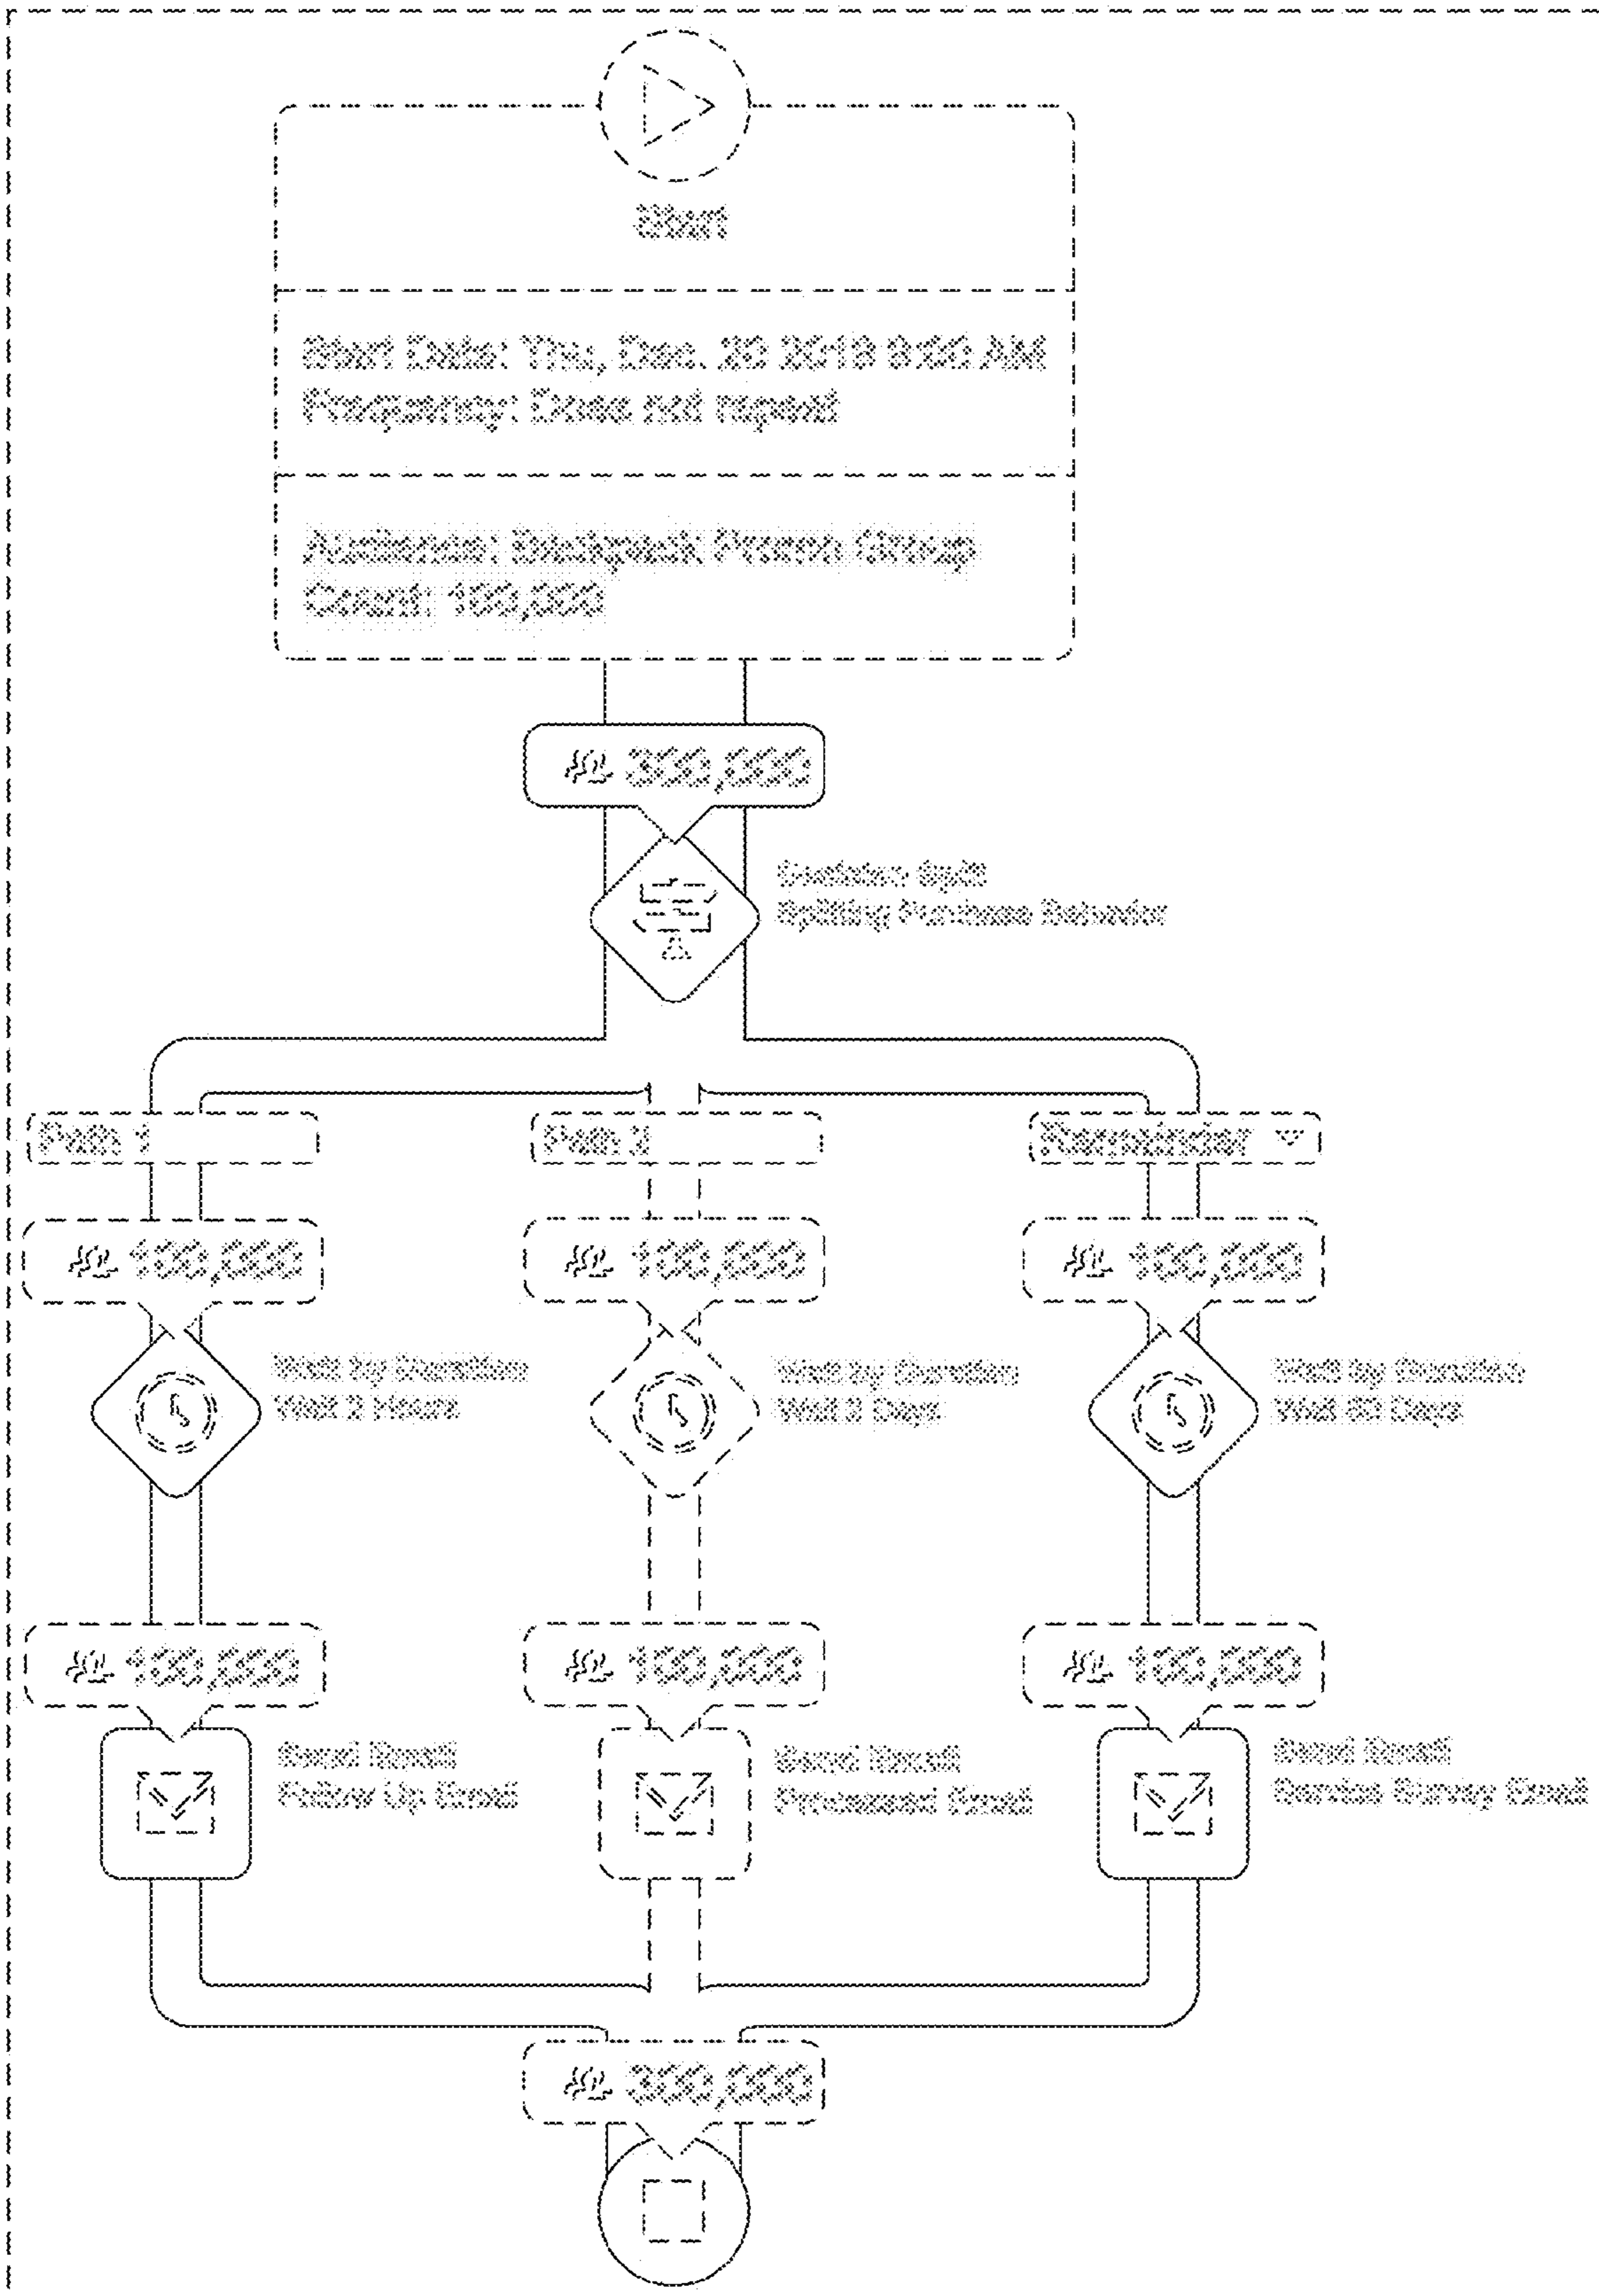 Start
Start Date: Thu, Dec. 20 2018 8:00 AM
Frequency: Does not repeat
Audience: Backpack Promo Group
Count: 100,000
300,000
Decision Split
Splitting Purchase Behavior
Path 1
Path 2
Remainder
100,000
100,000
100,000
Wait by Duration
Wait 2 Hours
Wait by Duration
Wait Days
Wait by Duration
Wait Days
100,000
100,000
100,000
Send Email
Follow Up Email
Send Email
Processed Email
Send Email
Service Survey Email
300,000